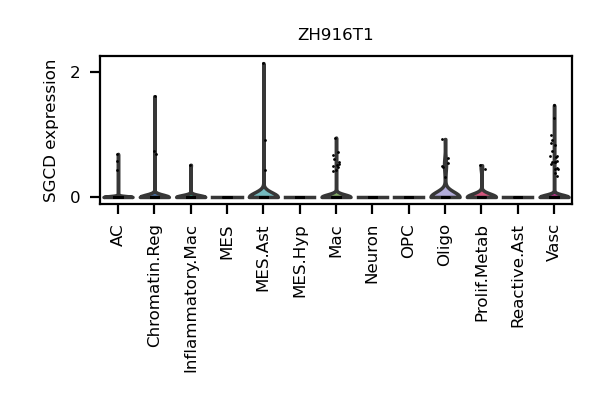 ZH916T1
SGCD expression
2
0
AC
Chromatin.Reg
Inflammatory.Mac
MES
MES.Ast
MES.Hyp
Mac
Neuron
OPC
Oligo
Prolif.Metab
Reactive.Ast
Vasc